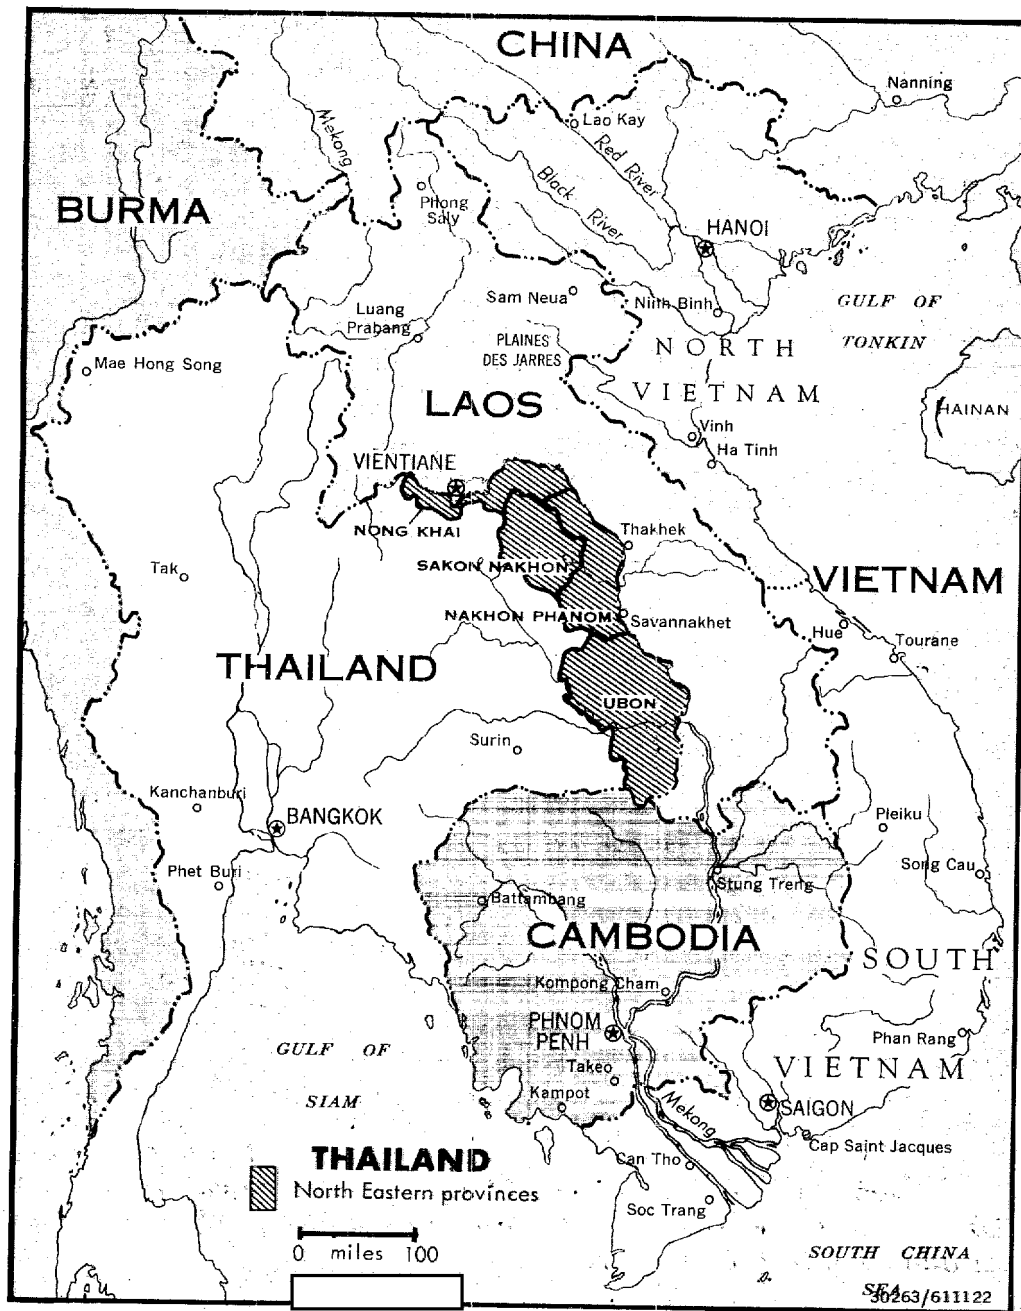 CHINA
Nanning
Lao Kay
Mekong
Red River
Black River
BURMA
Phong
Saly
HANOI
Sam Neua
Ninh Binh
GULF OF
TONKIN
Luang
Prabang
PLAINES
DES JARRES
NORTH
VIETNAM
Mae Hong Song
LAOS
HAINAN
Vinh
Ha Tinh
VIENTIANE
NONG KHAI
Thakhek
SAKON NAKHON
Tak
VIETNAM
NAKHON PHANOM
Savannakhet
Hue
Tourane
THAILAND
UBON
Surin
Kanchanburi
BANGKOK
Pleiku
Phet Buri
Song Cau
Stung Treng
Battambang
CAMBODIA
SOUTH
Kompong Cham
PHNOM
PENH
Phan Rang
GULF OF
SIAM
Takeo
VIETNAM
Kampot
Mekong
SAIGON
Cap Saint Jacques
THAILAND
Can Tho
North Eastern provinces
Soc Trang
0 miles 100
SOUTH CHINA
SEA
30263/611122